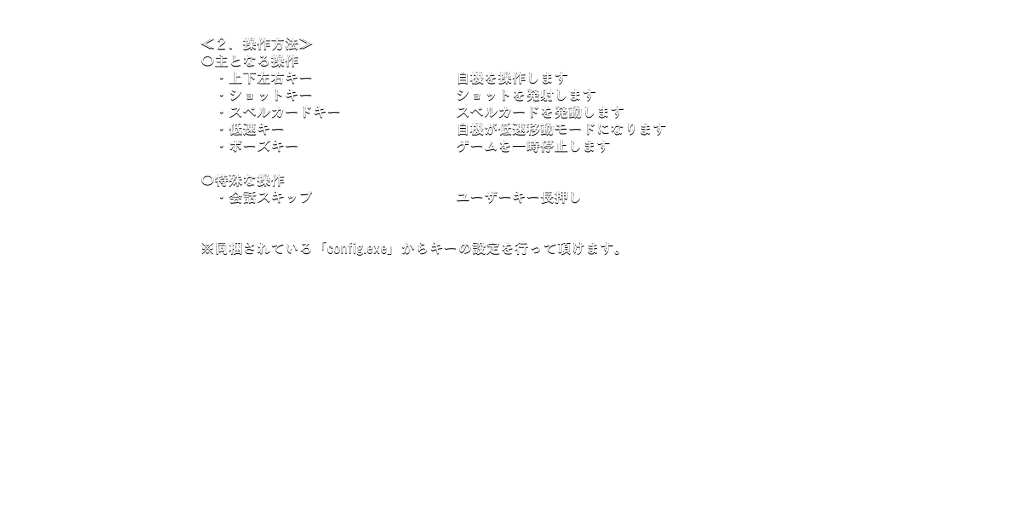 ＜２．操作方法＞
○主となる操作
・上下左右キー　自機を操作します
・ショットキー　ショットを発射します
・スペルカードキー　スペルカードを発動します
・低速キー　自機が低速移動モードになります
・ポーズキー　ゲームを一時停止します
○特殊な操作
・会話スキップ　ユーザーキー長押し
※同梱されている「config.exe」からキーの設定を行って頂けます。